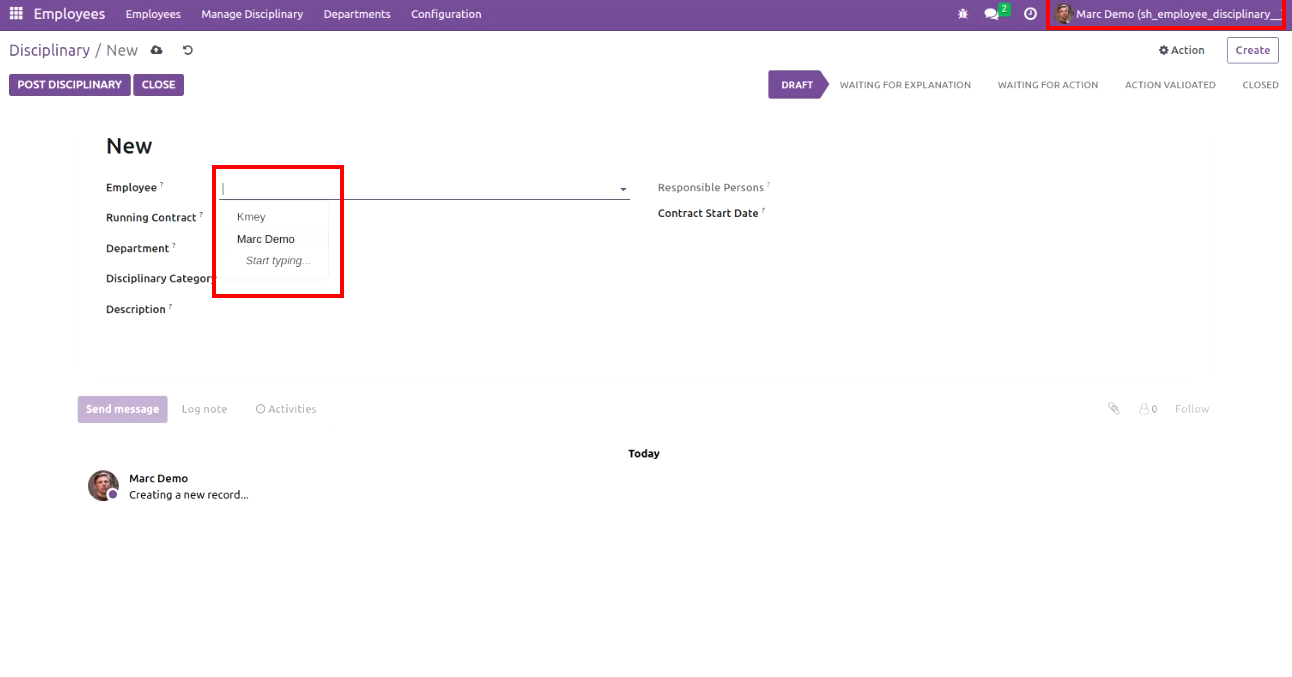 Employees Employees Manage Disciplinary Departments Configuration 2 Marc Demo (sh_employee_disciplinary__
Disciplinary / New Action Create
POST DISCIPLINARY CLOSE DRAFT WAITING FOR EXPLANATION WAITING FOR ACTION ACTION VALIDATED CLOSED
New
Employee ? Responsible Persons ?
Running Contract ? Kmey Contract Start Date ?
Department ? Marc Demo
Start typing...
Disciplinary Category
Description ?
Send message Log note Activities 0 Follow
Today
Marc Demo
Creating a new record...